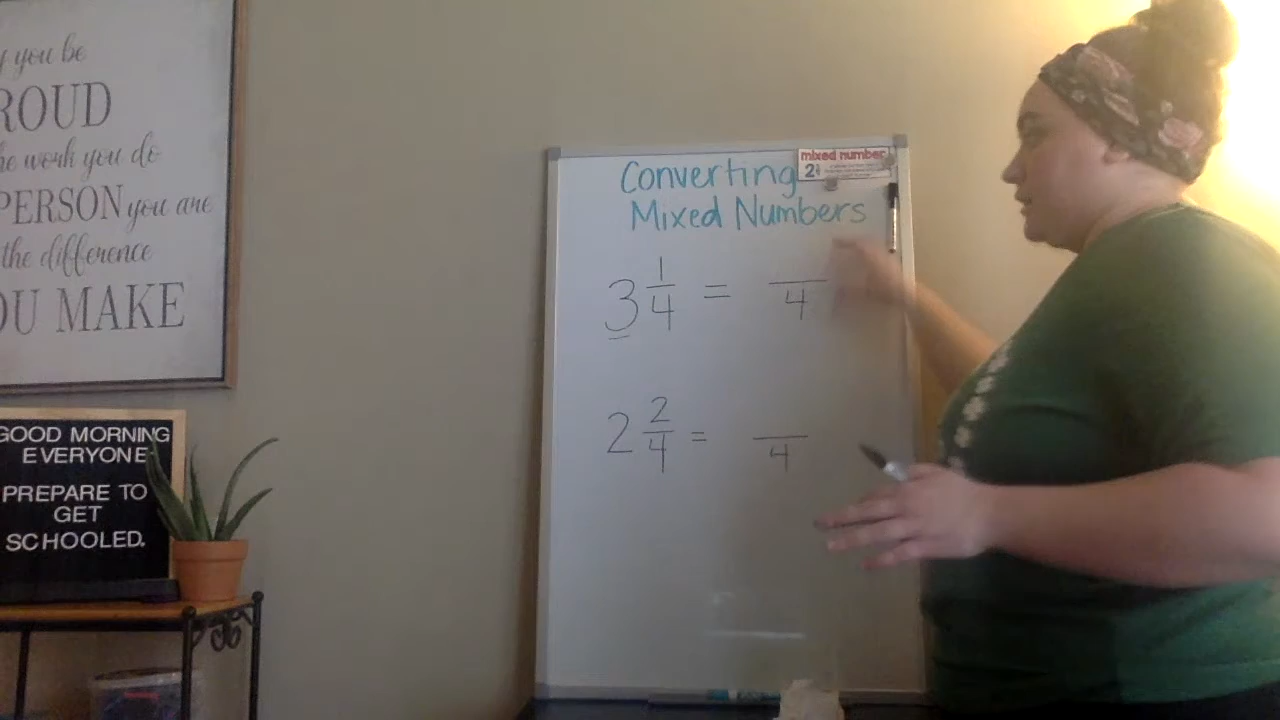 you be
ROUD
work you do
PERSON you are
the difference
OU MAKE
GOOD MORNING
EVERYONE
PREPARE TO
GET
SCHOOLED.
Converting
Mixed Numbers
mixed number
2
3 1/4 = /4
2 2/4 = /4